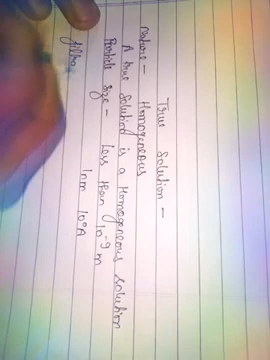 True Solution -
Nature - Homogeneous
A true Solution is a Homogeneous Solution
Particle Size - Less than 10⁻⁹ m
1nm 10°A